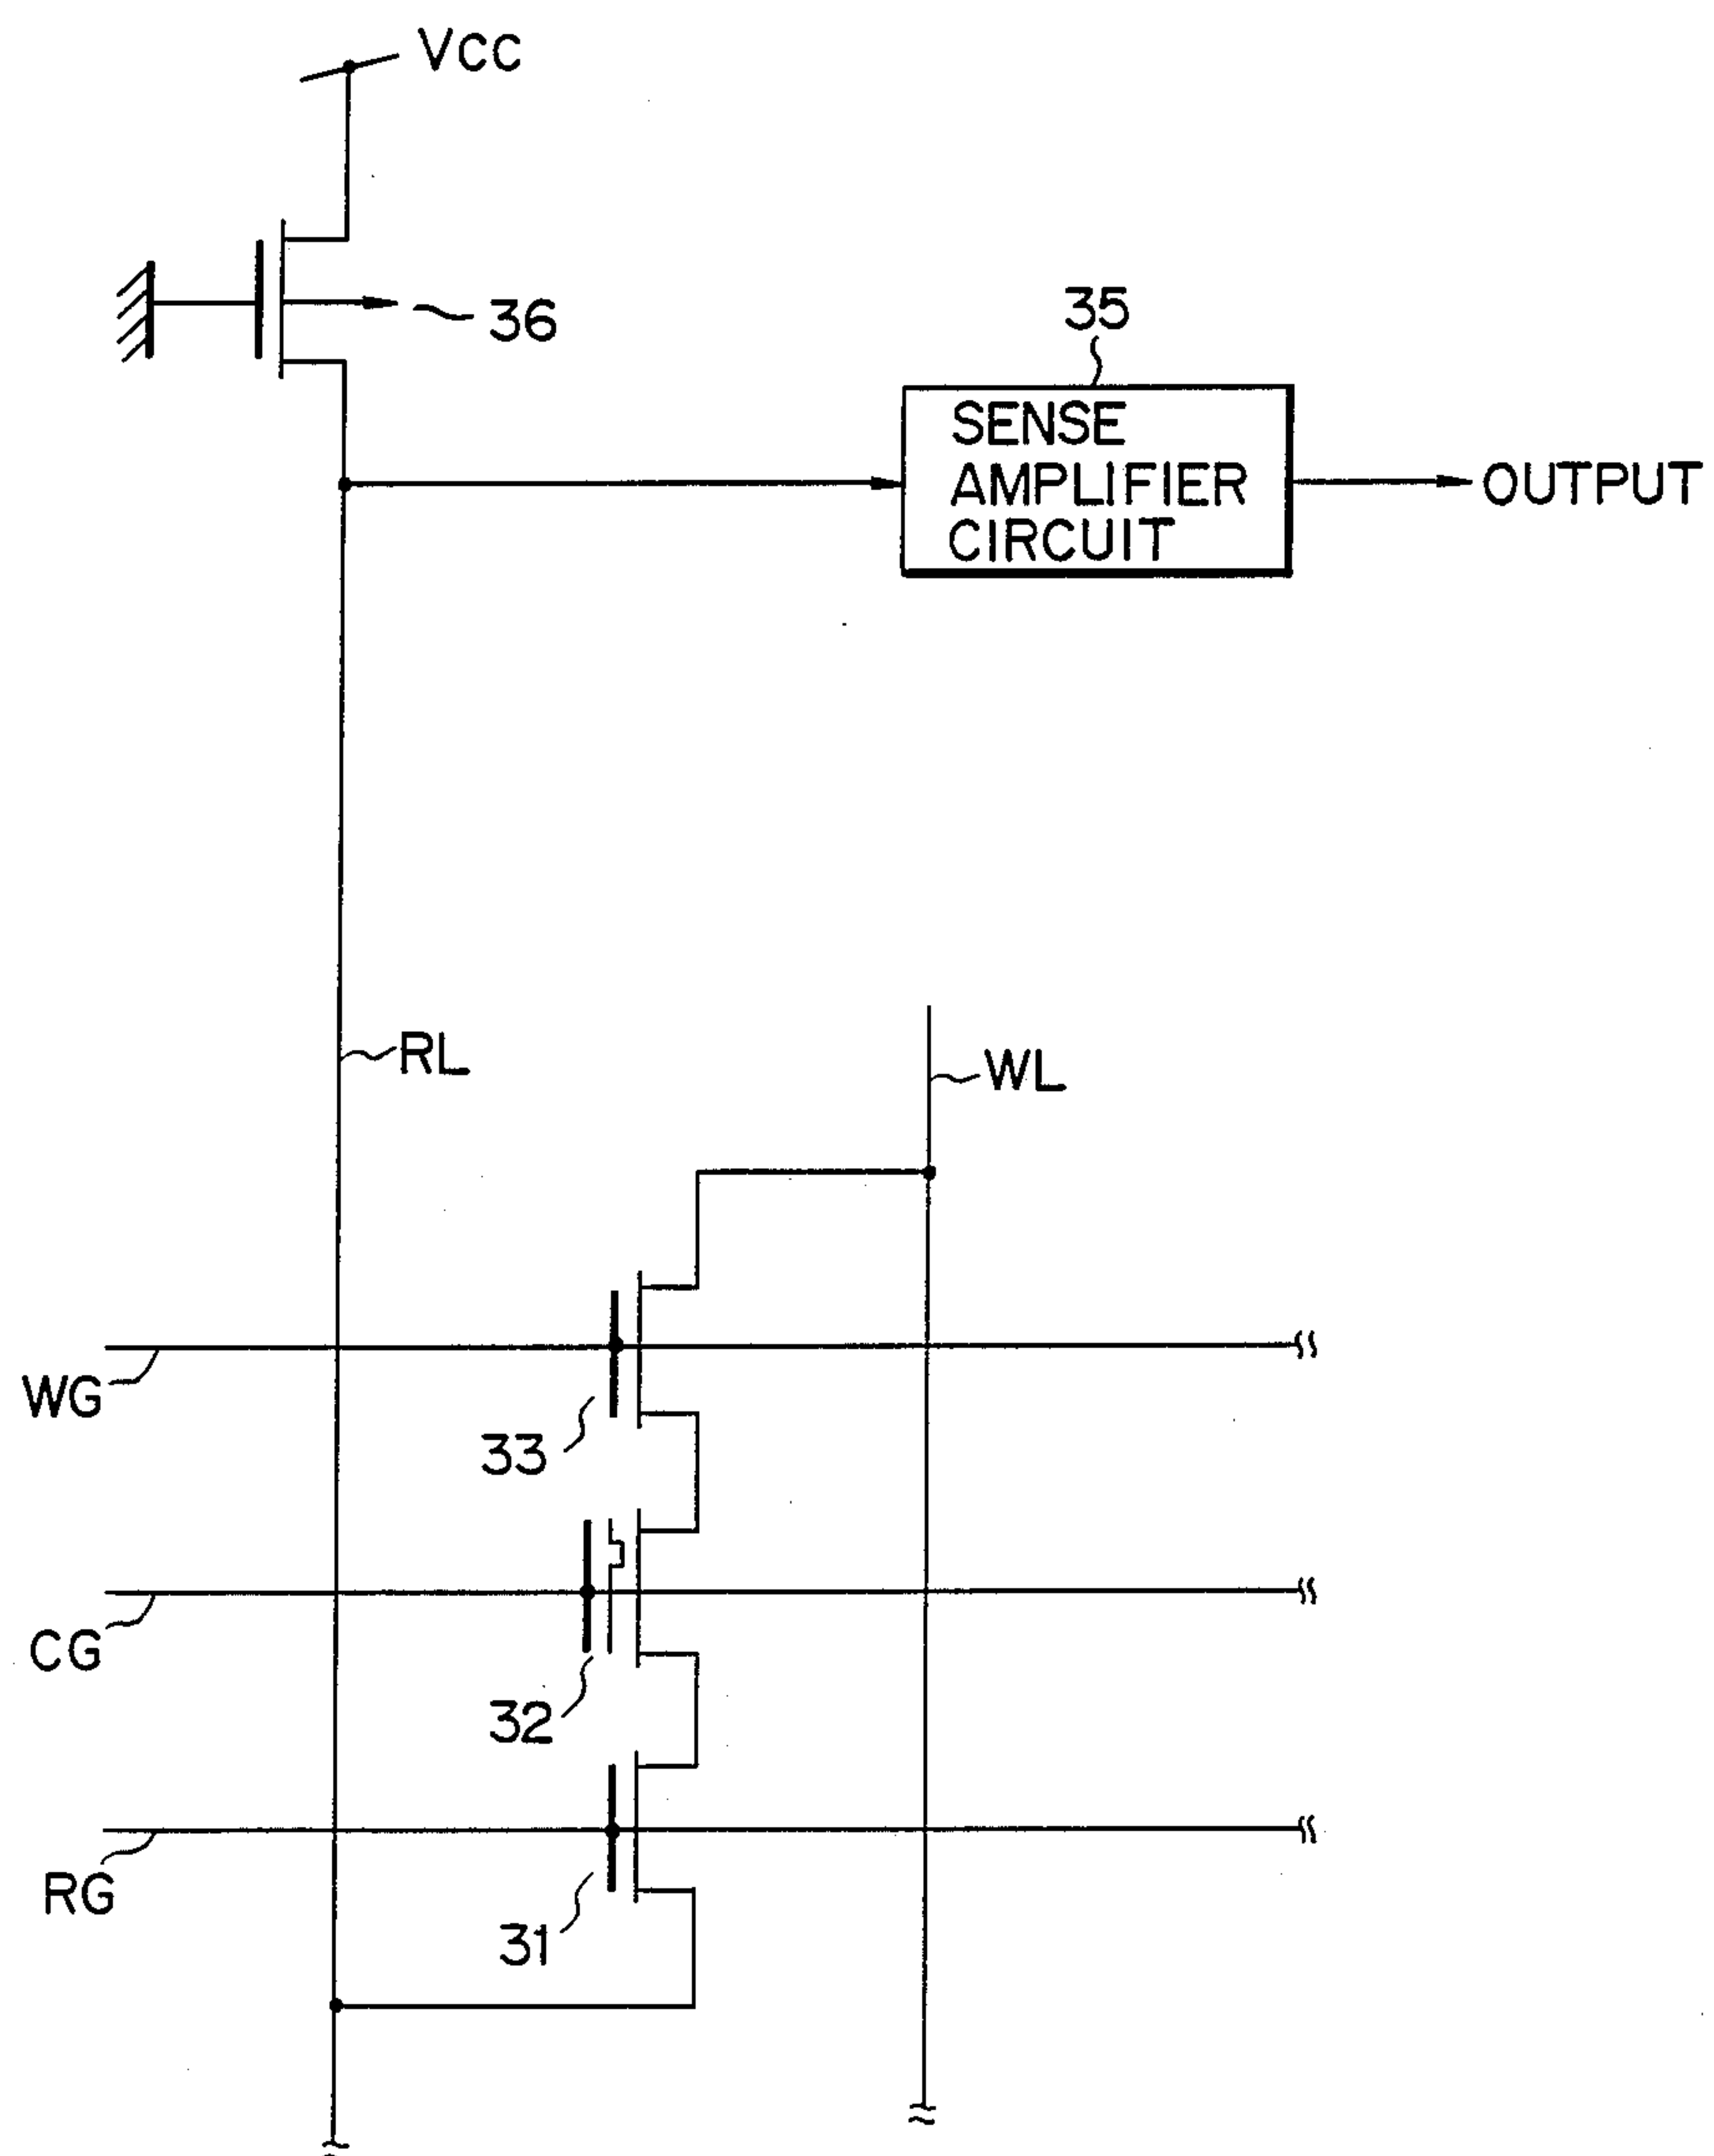 VCC
36
35
SENSE
AMPLIFIER
CIRCUIT
OUTPUT
RL
WL
WG
33
CG
32
RG
31